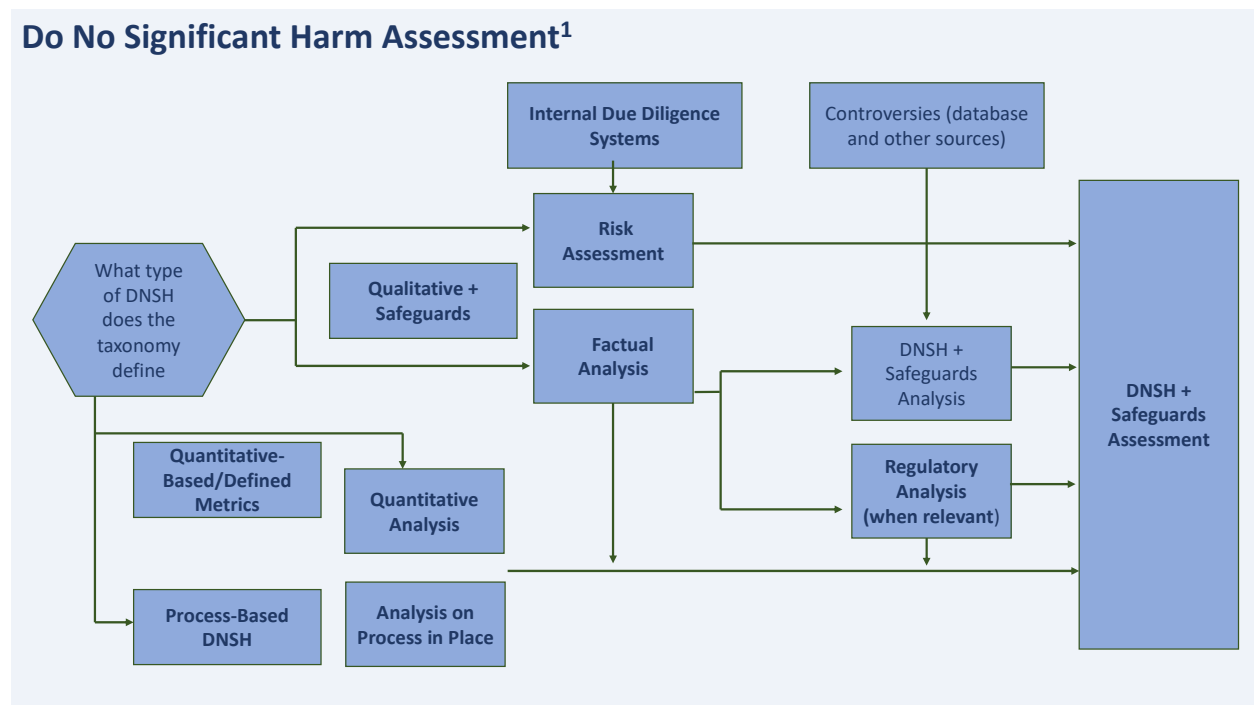 Do No Significant Harm Assessment1
Internal Due Diligence
Systems
Controversies (database
and other sources)
Risk
Assessment
What type
of DNSH
does the
taxonomy
define
Qualitative +
Safeguards
Factual
Analysis
DNSH +
Safeguards
Analysis
DNSH +
Safeguards
Assessment
Quantitative-
Based/Defined
Metrics
Quantitative
Analysis
Regulatory
Analysis
(when relevant)
Process-Based
DNSH
Analysis on
Process in Place